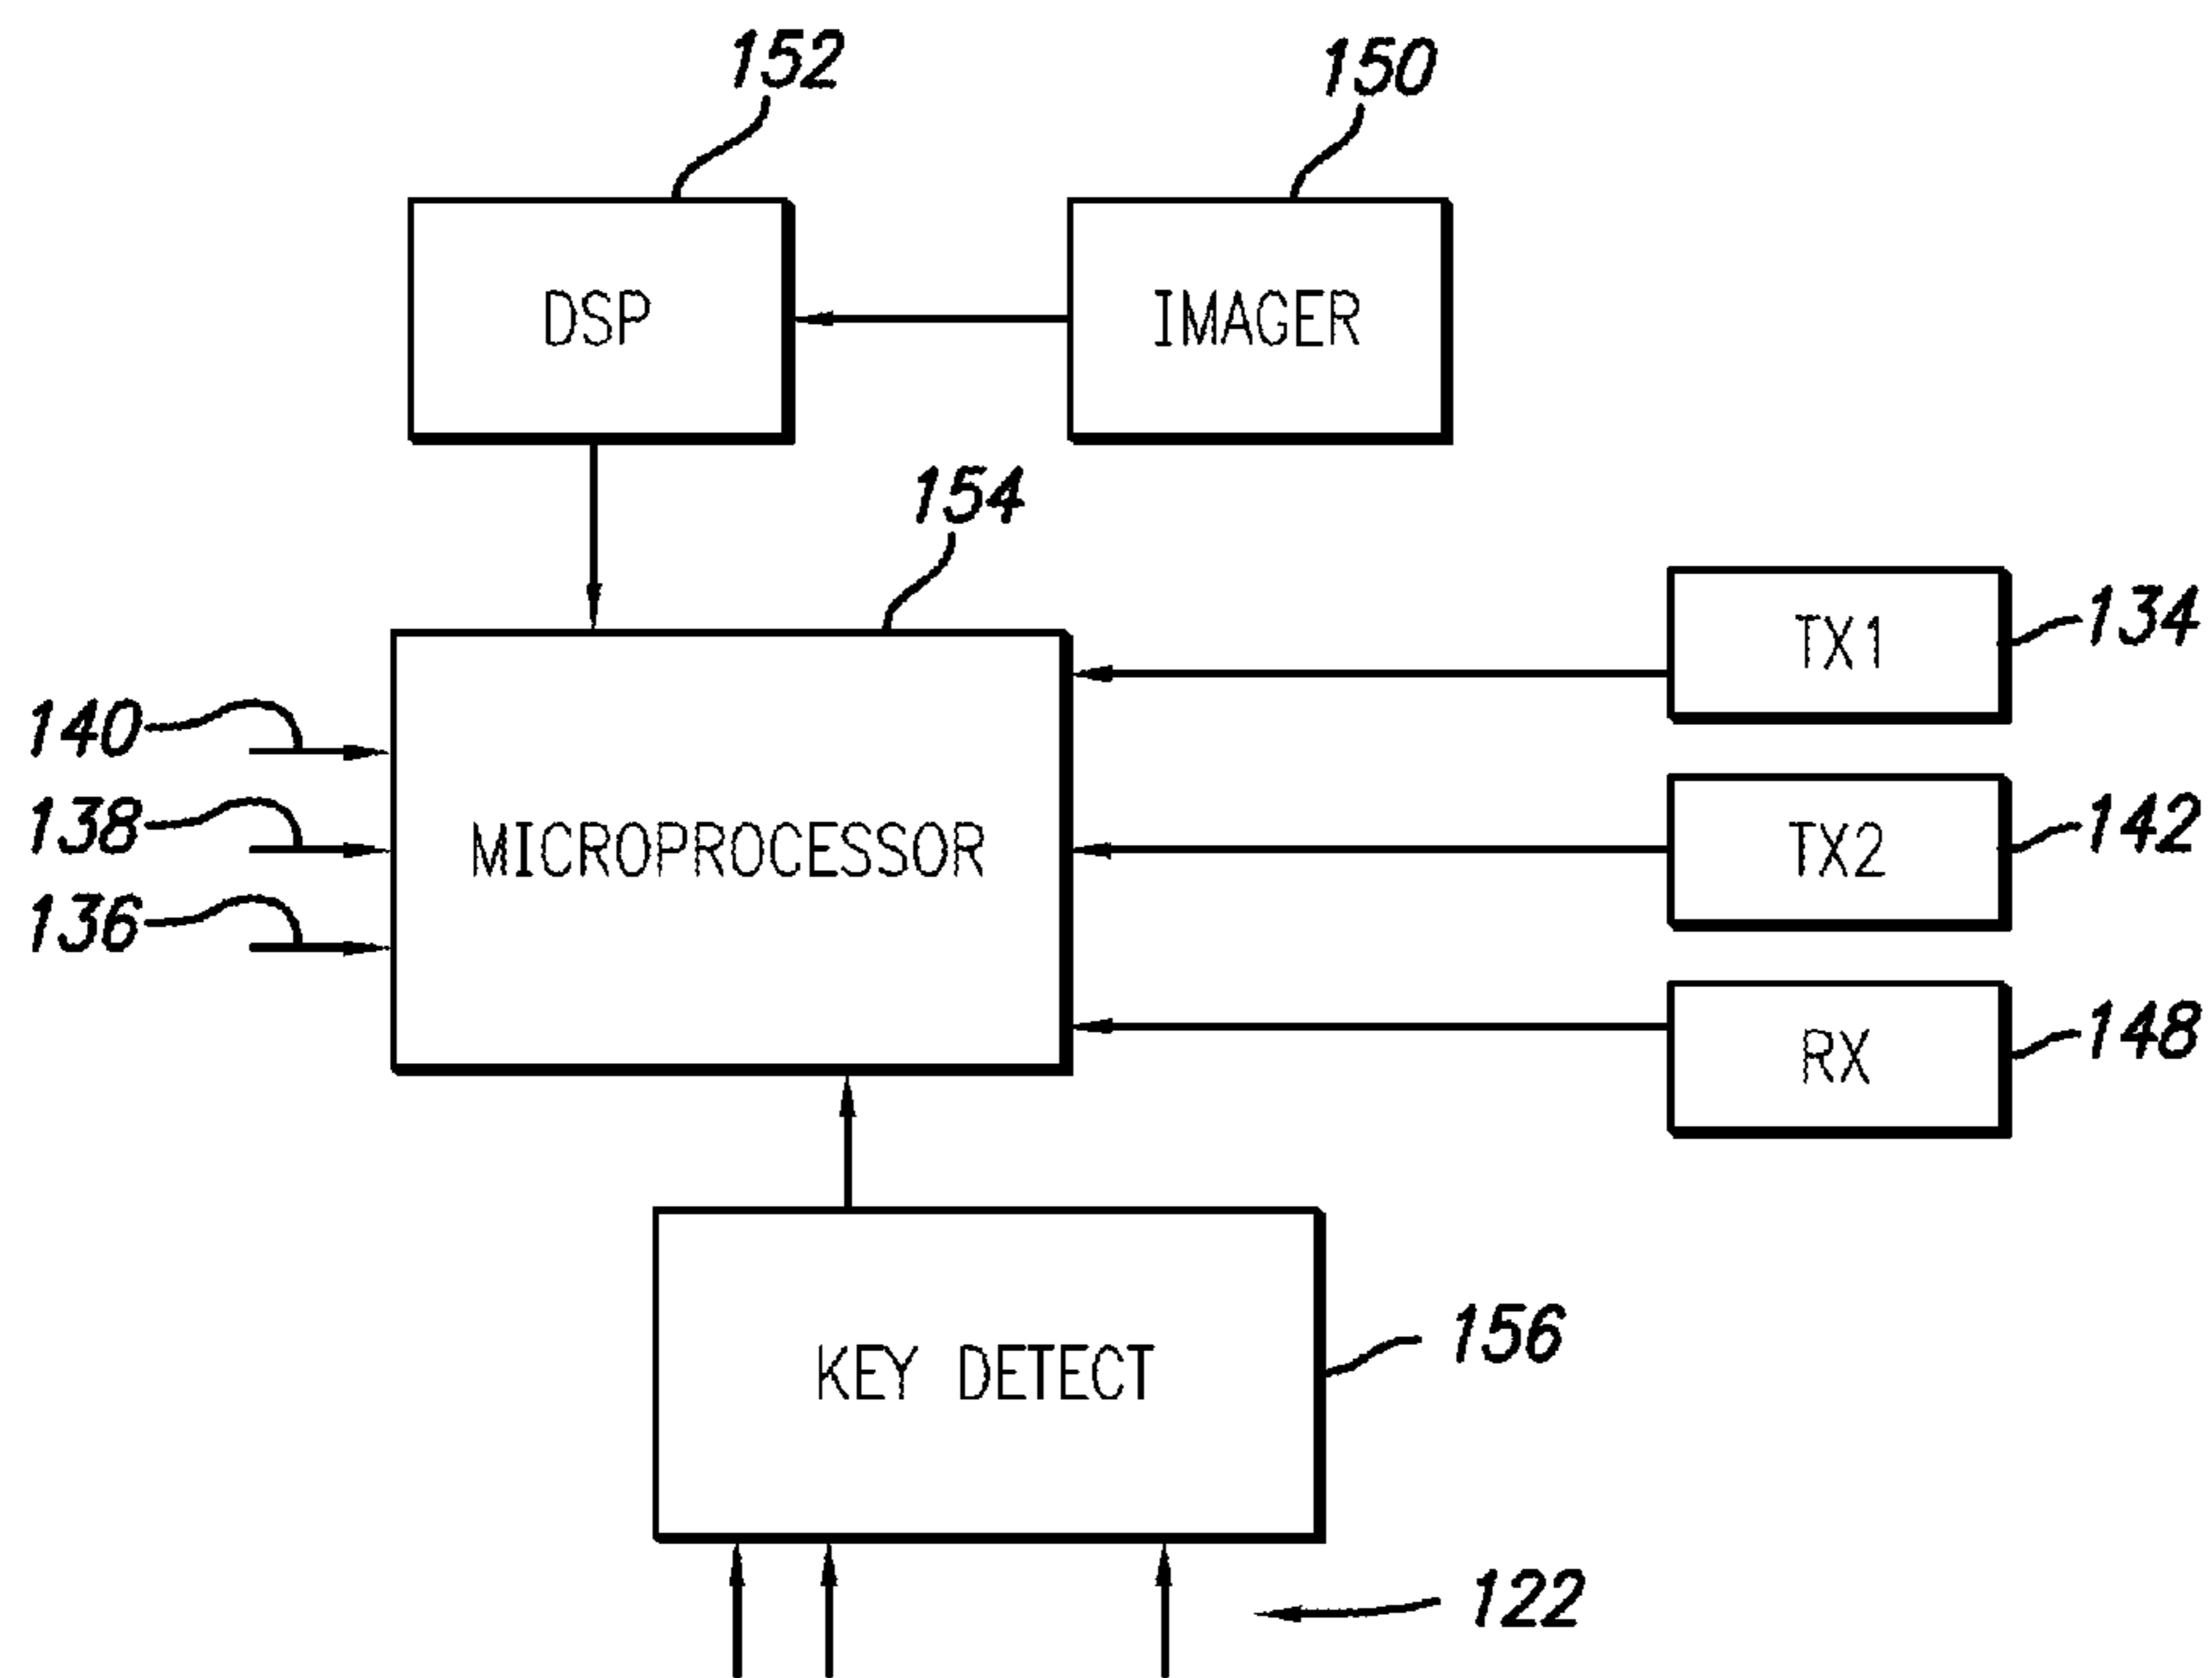 152
150
DSP
IMAGER
154
TX1
134
140
138
MICROPROCESSOR
TX2
142
136
RX
148
KEY DETECT
156
122